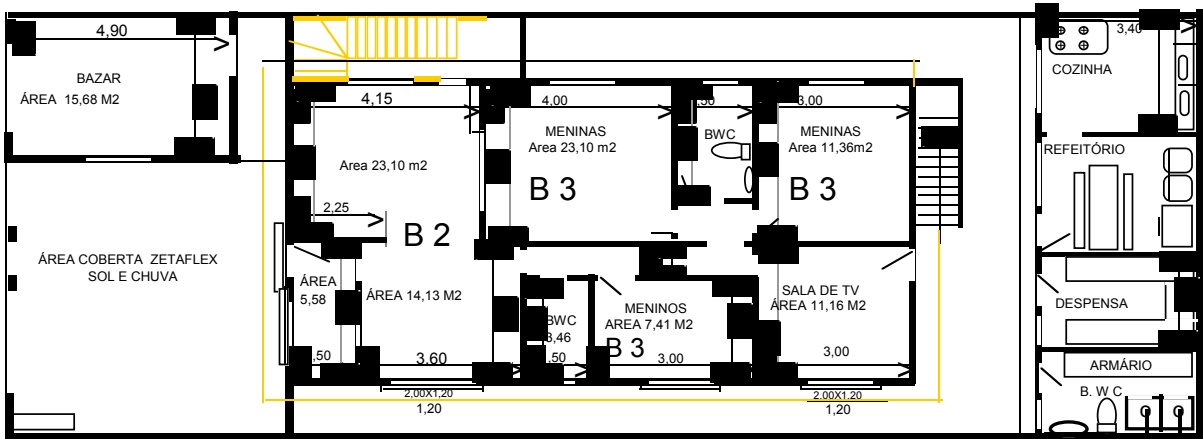 4,90
BAZAR
ÁREA 15,68 M2
ÁREA COBERTA ZETAFLEX
SOL E CHUVA
4,15
Area 23,10 m2
2,25
B 2
ÁREA
5,58
ÁREA 14,13 M2
,50
3,60
2,00X1,20
1,20
4,00
MENINAS
Area 23,10 m2
B 3
,50
BWC
3,00
MENINAS
Area 11,36m2
B 3
BWC
3,46
,50
MENINOS
AREA 7,41 M2
B 3
3,00
SALA DE TV
ÁREA 11,16 M2
3,00
2,00X1,20
1,20
3,40
COZINHA
REFEITÓRIO
DESPENSA
ARMÁRIO
B. W C